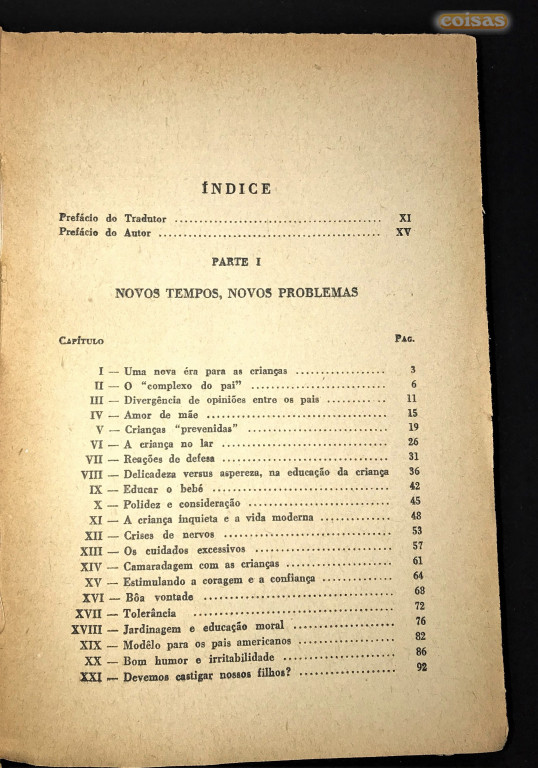 coisas
ÍNDICE
Prefácio do Tradutor ........................................ XI
Prefácio do Autor ........................................... XV
PARTE I
NOVOS TEMPOS, NOVOS PROBLEMAS
CAPÍTULO PAG.
I — Uma nova éra para as crianças .................. 3
II — O "complexo do pai" ........................... 6
III — Divergência de opiniões entre os pais .......... .. 11
IV — Amor de mãe ................................... 15
V — Crianças "prevenidas" .......................... 19
VI — A criança no lar ............................... 26
VII — Reações de defesa .............................. 31
VIII — Delicadeza versus aspereza, na educação da criança 36
IX — Educar o bebé .................................. 42
X — Polidez e consideração .......................... 45
XI — A criança inquieta e a vida moderna .............. 48
XII — Crises de nervos ............................... 53
XIII — Os cuidados excessivos ......................... 57
XIV — Camaradagem com as crianças .................... 61
XV — Estimulando a coragem e a confiança .............. 64
XVI — Bôa vontade ................................... 68
XVII — Tolerância .................................... 72
XVIII — Jardinagem e educação moral .................... 76
XIX — Modêlo para os pais americanos .................. 82
XX — Bom humor e irritabilidade ...................... 86
XXI — Devemos castigar nossos filhos? .................. 92